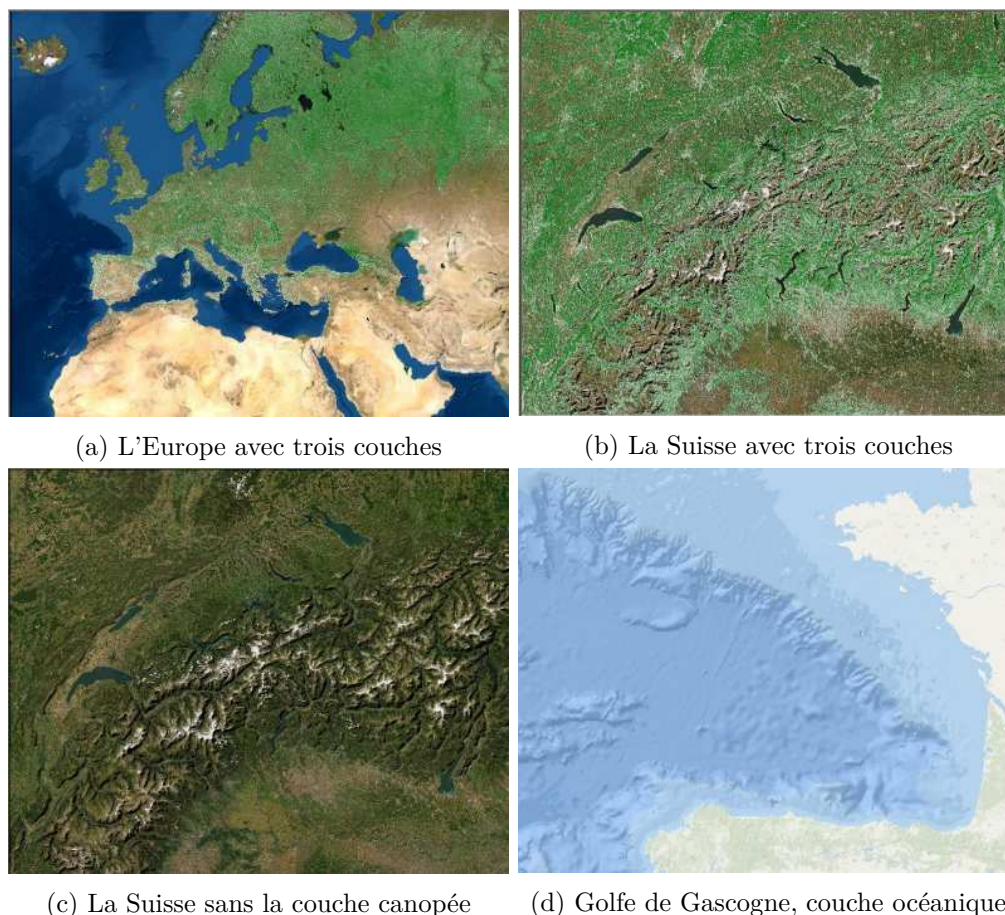 (a) L'Europe avec trois couches
(b) La Suisse avec trois couches
(c) La Suisse sans la couche canopée
(d) Golfe de Gascogne, couche océanique